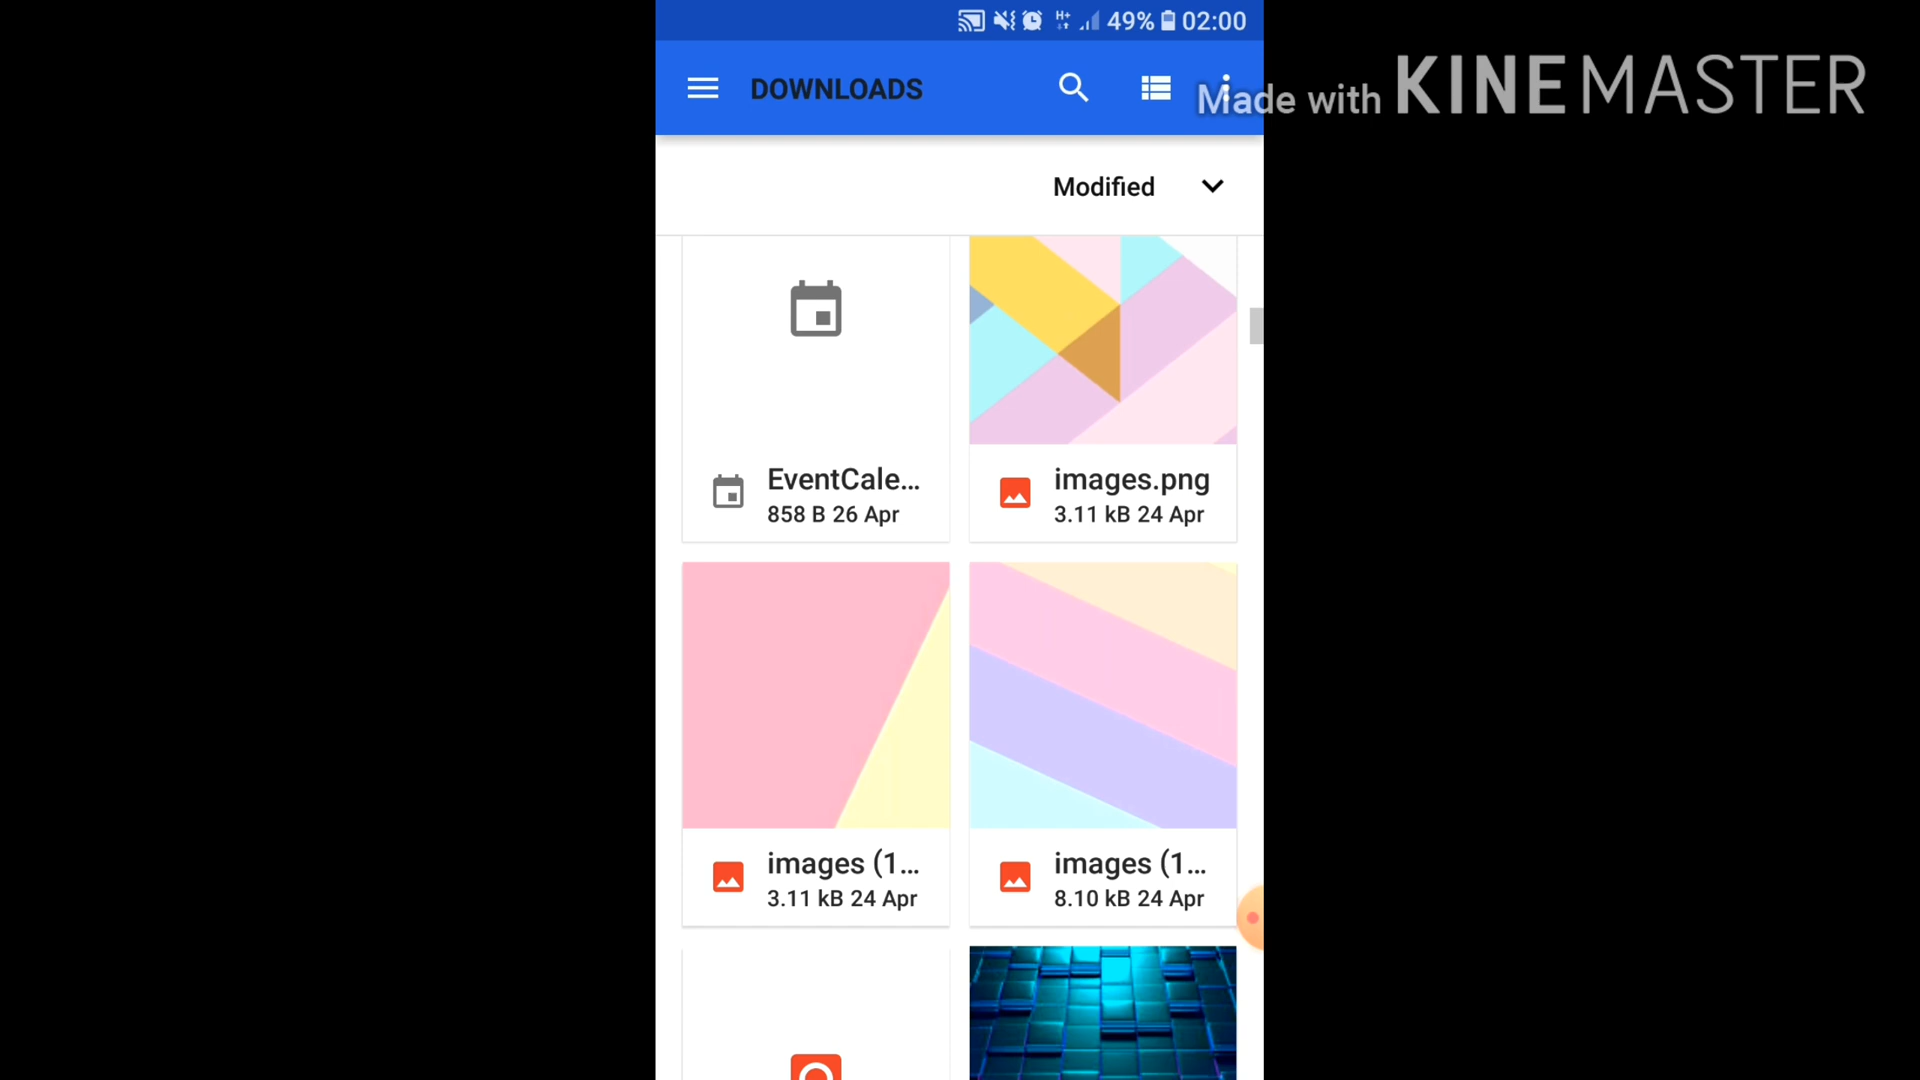 49% 02:00
DOWNLOADS
Made with KINEMASTER
Modified
EventCale...
858 B 26 Apr
images.png
3.11 kB 24 Apr
images (1...
3.11 kB 24 Apr
images (1...
8.10 kB 24 Apr